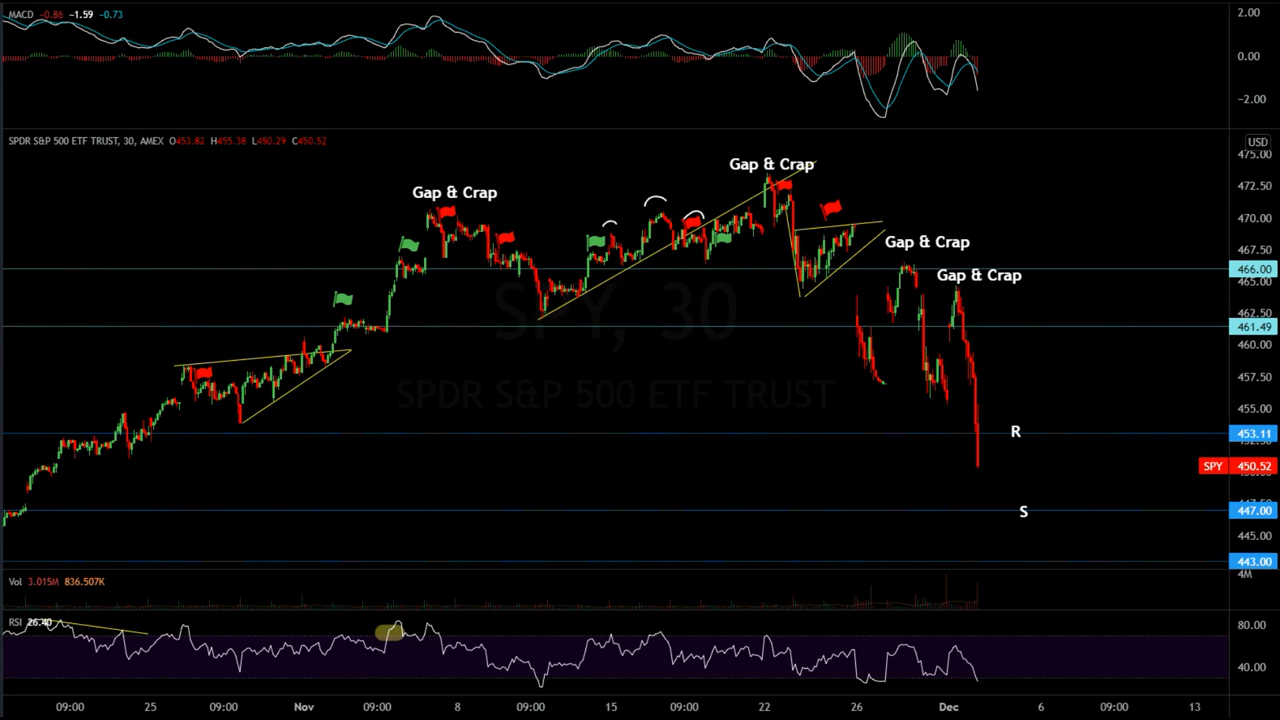 MACD -0.86 -1.59 -0.73
2.00
0.00
-2.00
SPDR S&P 500 ETF TRUST, 30, AMEX O453.82 H455.38 L450.29 C450.52
USD
475.00
Gap & Crap
472.50
Gap & Crap
470.00
Gap & Crap
467.50
466.00
Gap & Crap
465.00
SPY, 30
462.50
461.49
460.00
SPDR S&P 500 ETF TRUST
457.50
455.00
R
453.11
SPY 450.52
S
447.00
445.00
443.00
4M
Vol 3.015M 836.507K
RSI 26.40
80.00
40.00
09:00 25 09:00 Nov 09:00 8 09:00 15 09:00 22 26 Dec 6 09:00 13